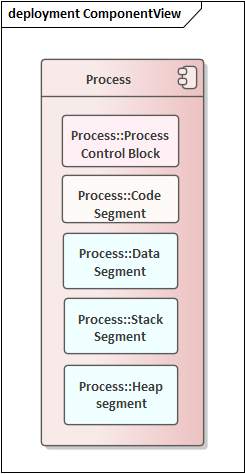 deployment ComponentView
Process
Process::Process
Control Block
Process::Code
Segment
Process::Data
Segment
Process::Stack
Segment
Process::Heap
segment